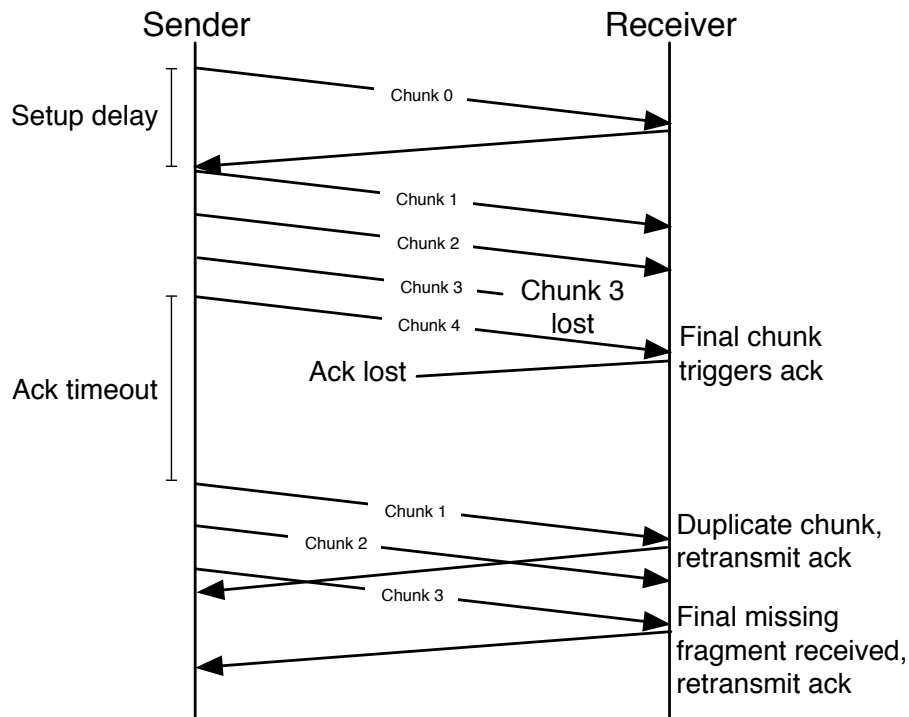 Sender
Receiver
Chunk 0
Setup delay
Chunk 1
Chunk 2
Chunk 3
Chunk 3
lost
Chunk 4
Final chunk
triggers ack
Ack lost
Ack timeout
Chunk 1
Duplicate chunk,
retransmit ack
Chunk 2
Chunk 3
Final missing
fragment received,
retransmit ack